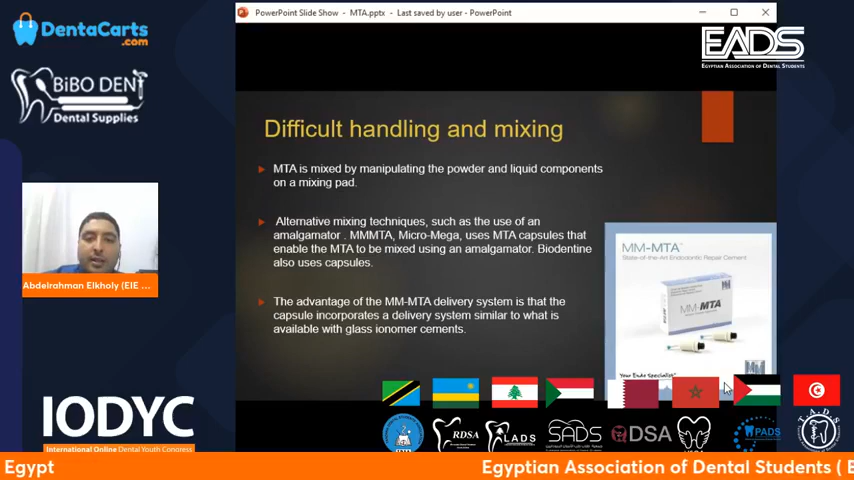 PowerPoint Slide Show - MTA.pptx - Last saved by user - PowerPoint
DentaCarts
.com
EADS
EGYPTIAN ASSOCIATION OF DENTAL STUDENTS
BiBO DENT
Dental Supplies
Difficult handling and mixing
MTA is mixed by manipulating the powder and liquid components
on a mixing pad.
Alternative mixing techniques, such as the use of an
amalgamator . MMMTA, Micro-Mega, uses MTA capsules that
enable the MTA to be mixed using an amalgamator. Biodentine
also uses capsules.
The advantage of the MM-MTA delivery system is that the
capsule incorporates a delivery system similar to what is
available with glass ionomer cements.
MM-MTA™
State-of-the-Art Endodontic Repair Cement
MM-MTA
Your Endo Specialist
Abdelrahman Elkholy (EIE ...
IODYC
International Online Dental Youth Congress
RDSA
LADS
SADS
QDSA
PADS
Egypt
Egyptian Association of Dental Students ( E